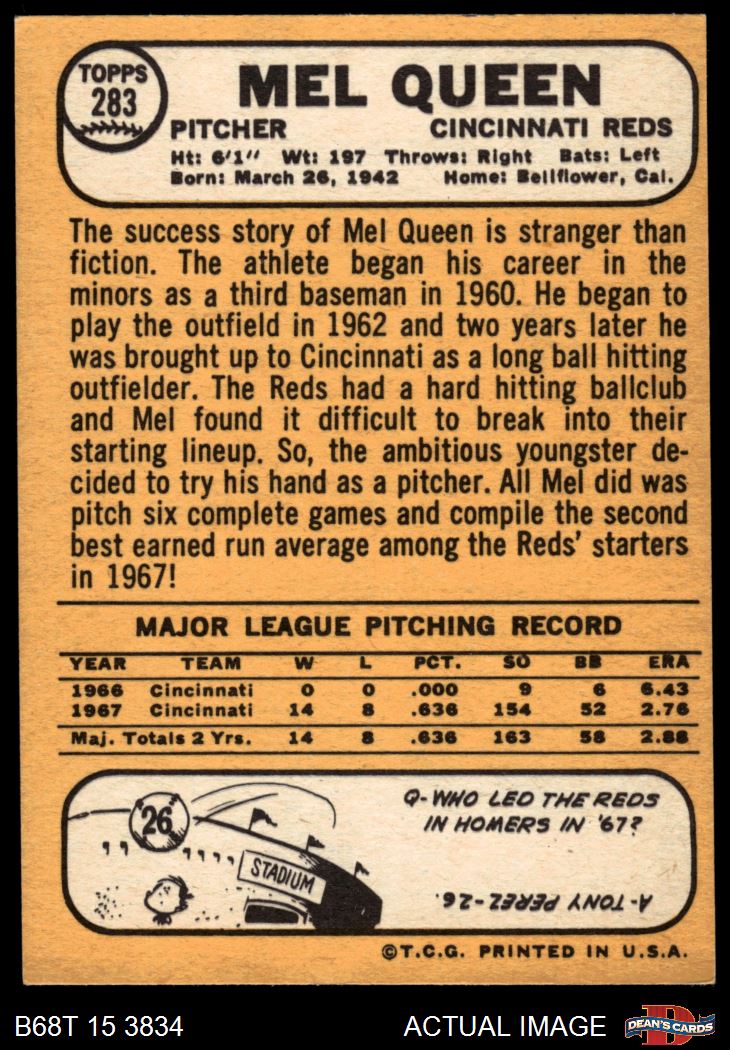 TOPPS
283
MEL QUEEN
PITCHER CINCINNATI REDS
Ht: 6'1" Wt: 197 Throws: Right Bats: Left
Born: March 26, 1942 Home: Bellflower, Cal.
The success story of Mel Queen is stranger than
fiction. The athlete began his career in the
minors as a third baseman in 1960. He began to
play the outfield in 1962 and two years later he
was brought up to Cincinnati as a long ball hitting
outfielder. The Reds had a hard hitting ballclub
and Mel found it difficult to break into their
starting lineup. So, the ambitious youngster de-
cided to try his hand as a pitcher. All Mel did was
pitch six complete games and compile the second
best earned run average among the Reds' starters
in 1967!
MAJOR LEAGUE PITCHING RECORD
YEAR TEAM W L PCT. SO BB ERA
1966 Cincinnati 0 0 .000 9 6 6.43
1967 Cincinnati 14 8 .636 154 52 2.76
Maj. Totals 2 Yrs. 14 8 .636 163 58 2.88
26
STADIUM
Q-WHO LED THE REDS
IN HOMERS IN '67?
A-TONY PEREZ-26.
©T.C.G. PRINTED IN U.S.A.
B68T 15 3834 ACTUAL IMAGE
D
DEAN'S CARDS